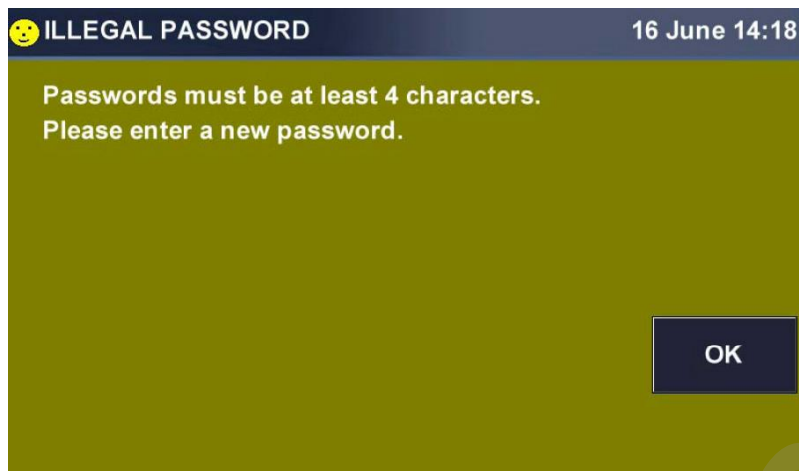 ILLEGAL PASSWORD
16 June 14:18
Passwords must be at least 4 characters.
Please enter a new password.
OK